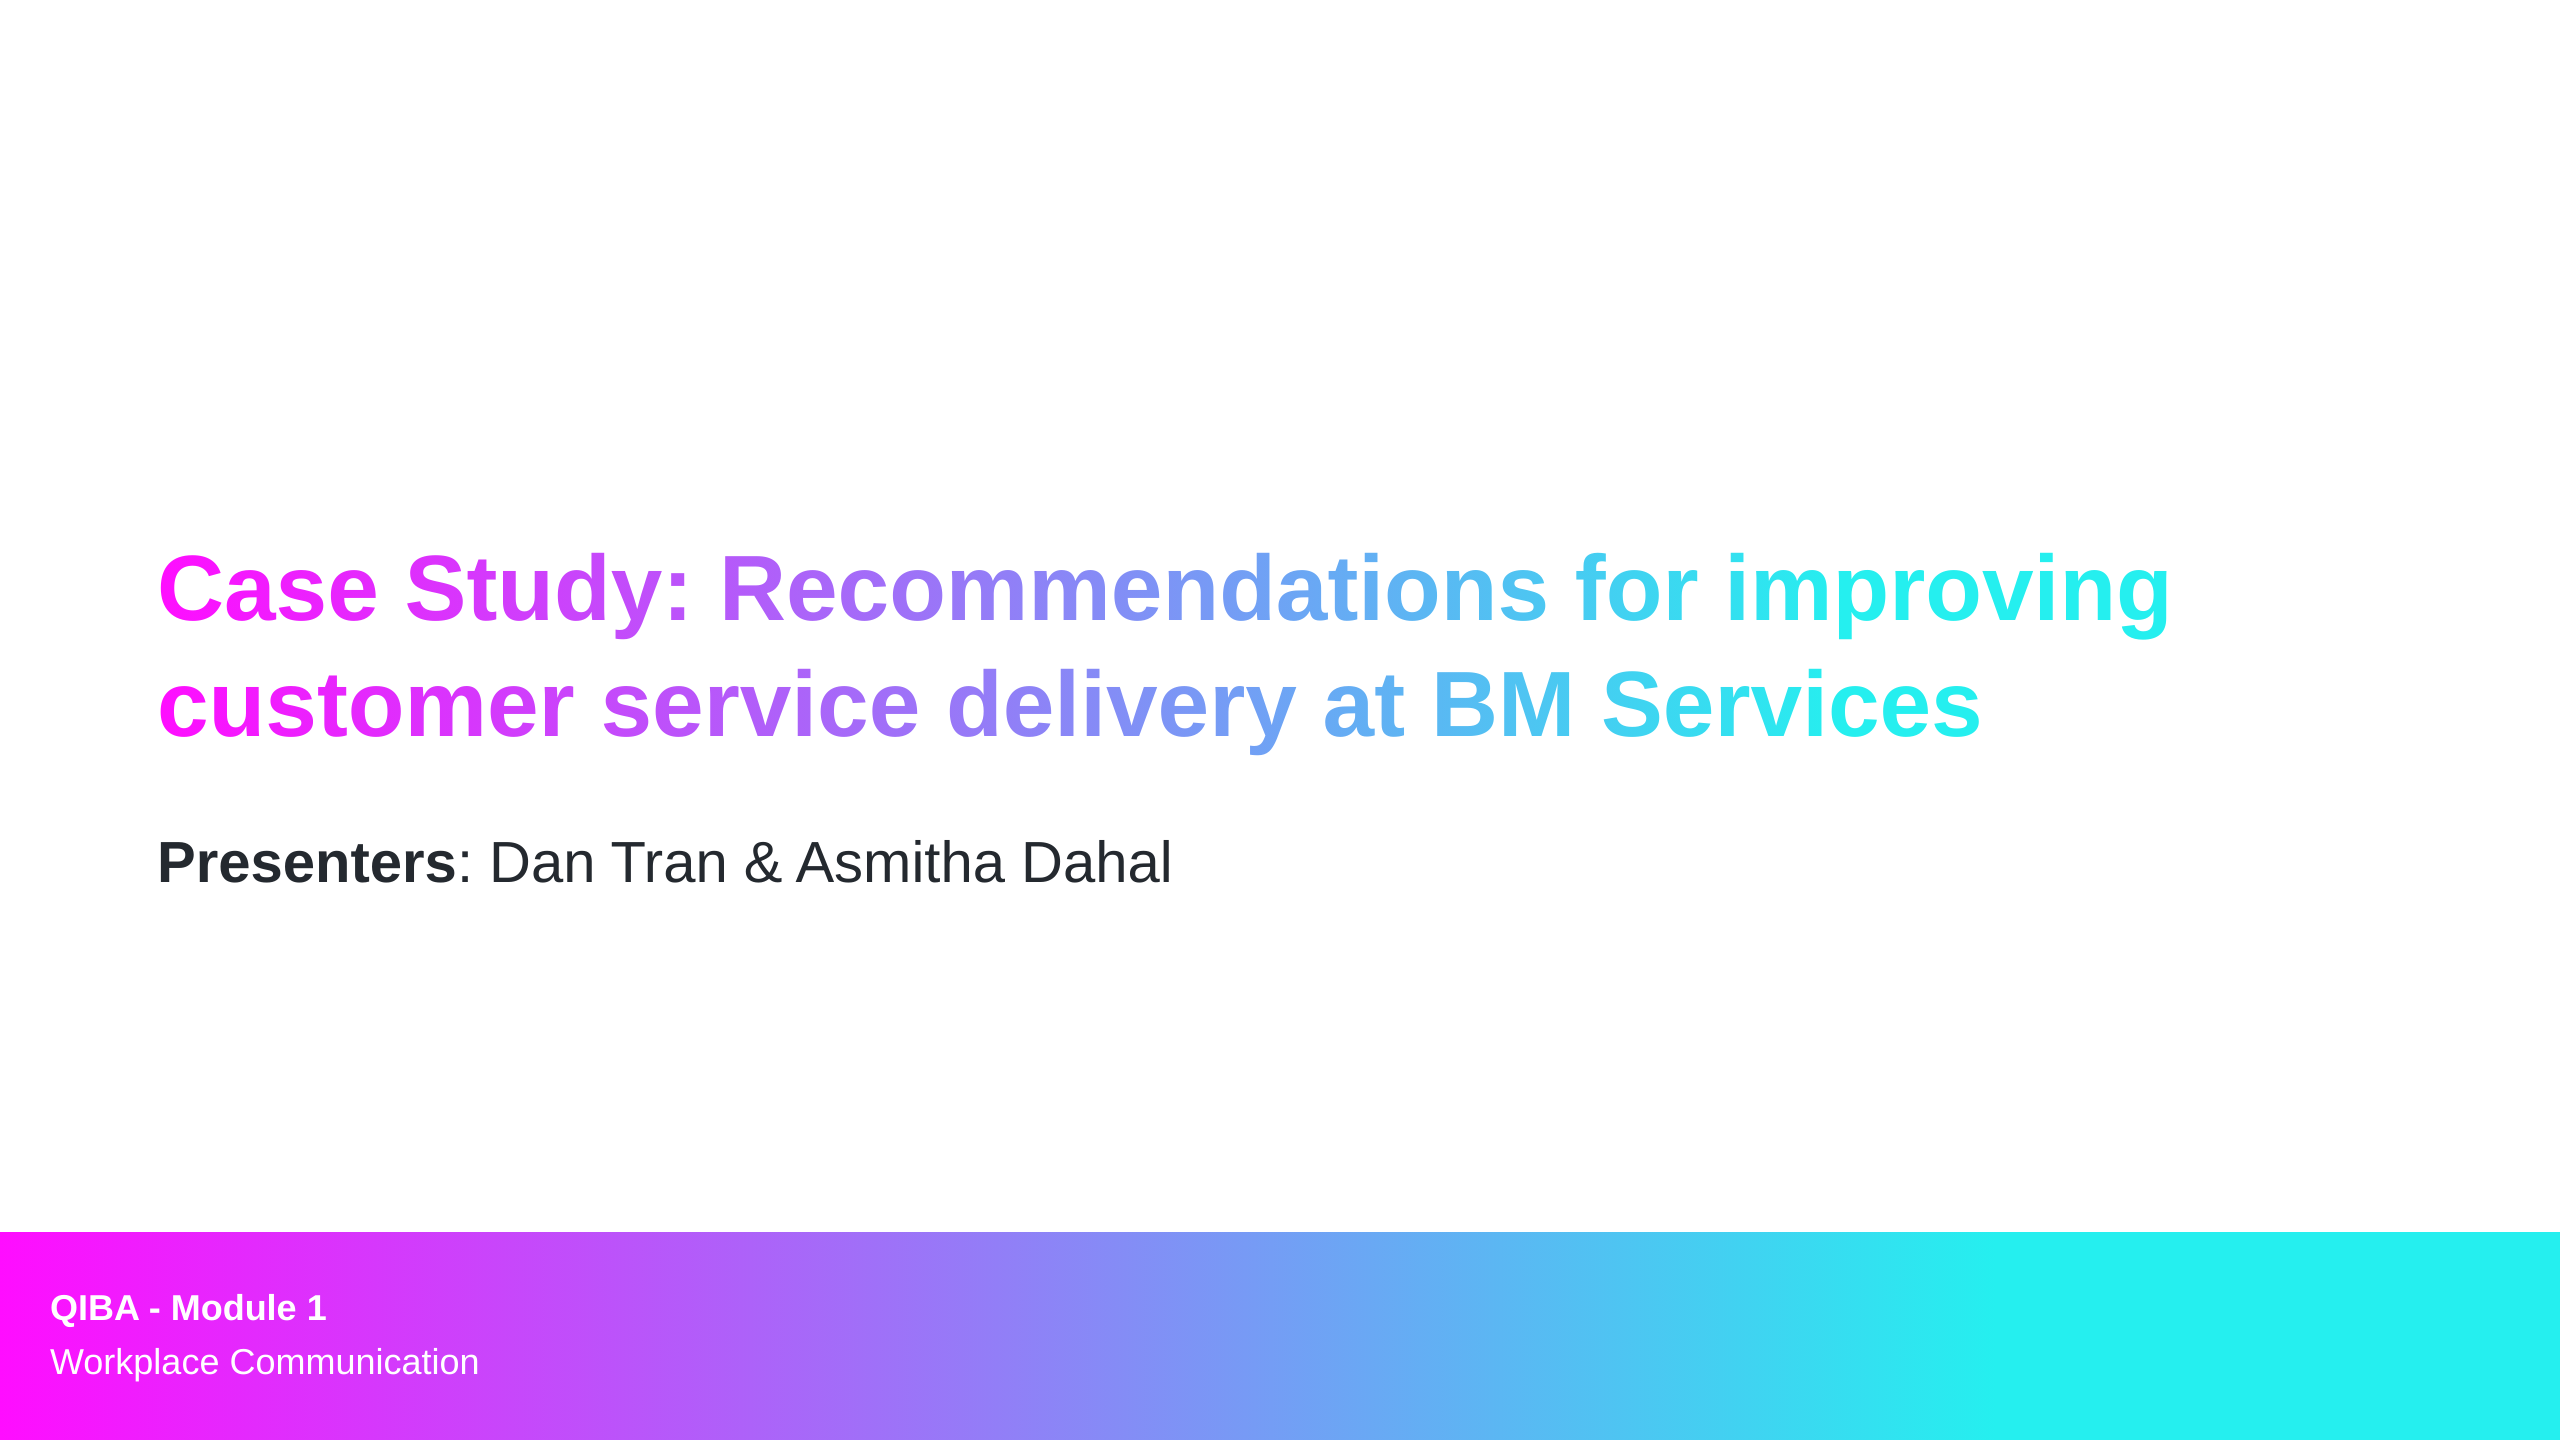 Case Study: Recommendations for improving
customer service delivery at BM Services
Presenters: Dan Tran & Asmitha Dahal
QIBA - Module 1
Workplace Communication